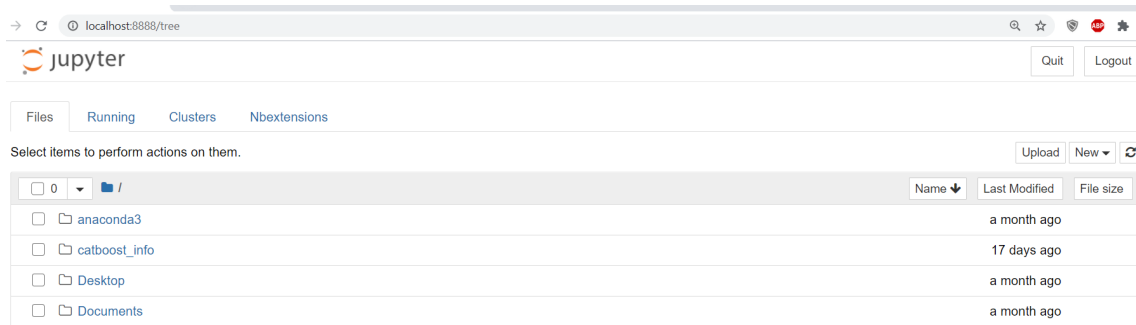 localhost:8888/tree
ABP
jupyter
Quit Logout
Files Running Clusters Nbextensions
Select items to perform actions on them.
Upload New
0 / Name Last Modified File size
anaconda3 a month ago
catboost_info 17 days ago
Desktop a month ago
Documents a month ago